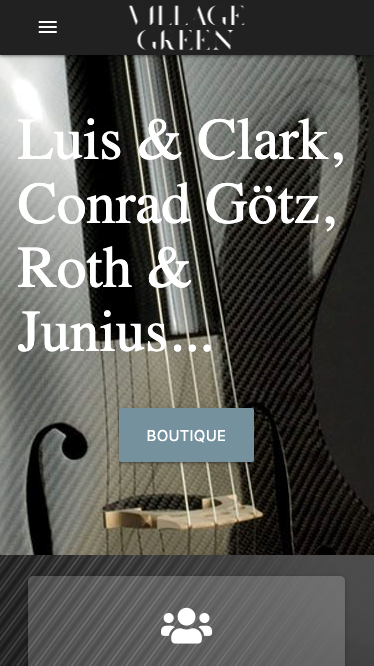 VILLAGE
GREEN
Luis & Clark,
Conrad Götz,
Roth &
Junius...
BOUTIQUE